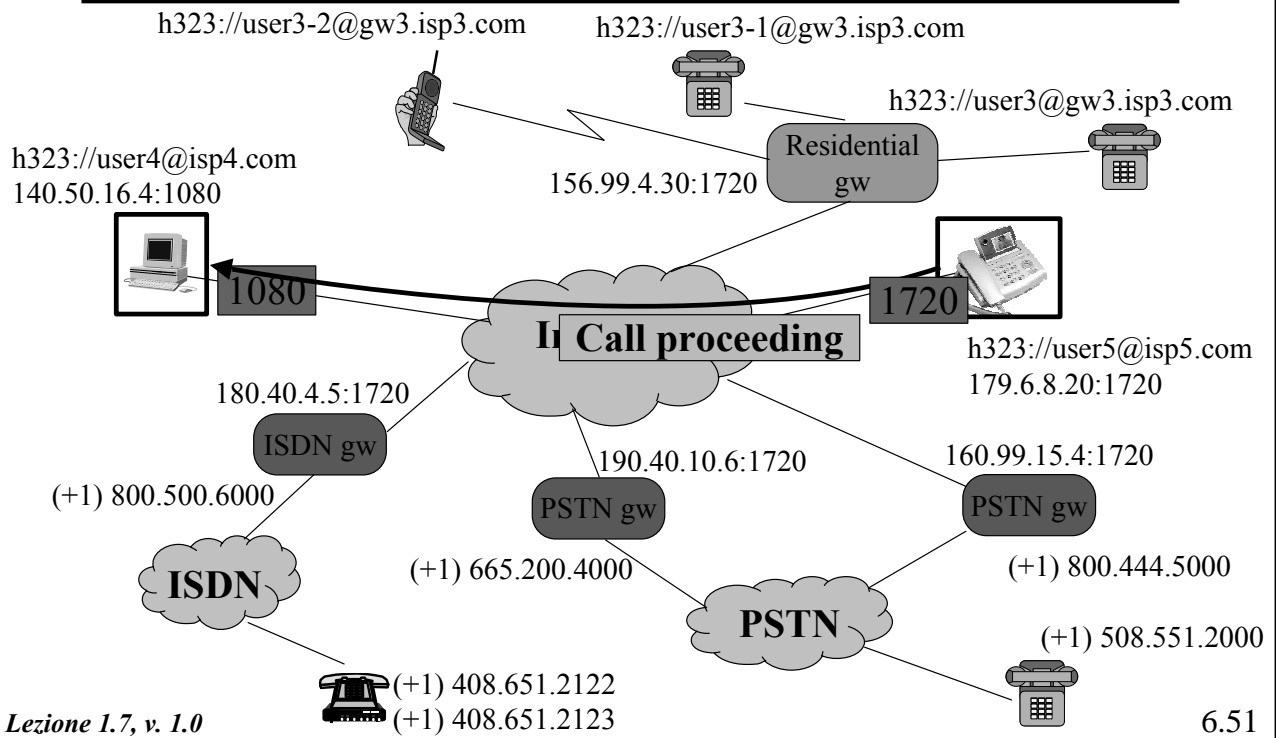 h323://user3-2@gw3.isp3.com
h323://user3-1@gw3.isp3.com
h323://user3@gw3.isp3.com
h323://user4@isp4.com
140.50.16.4:1080
Residential
gw
156.99.4.30:1720
1080
1720
Call proceeding
h323://user5@isp5.com
179.6.8.20:1720
180.40.4.5:1720
ISDN gw
190.40.10.6:1720
160.99.15.4:1720
(+1) 800.500.6000
PSTN gw
PSTN gw
(+1) 665.200.4000
(+1) 800.444.5000
ISDN
PSTN
(+1) 508.551.2000
(+1) 408.651.2122
(+1) 408.651.2123
Lezione 1.7, v. 1.0
6.51